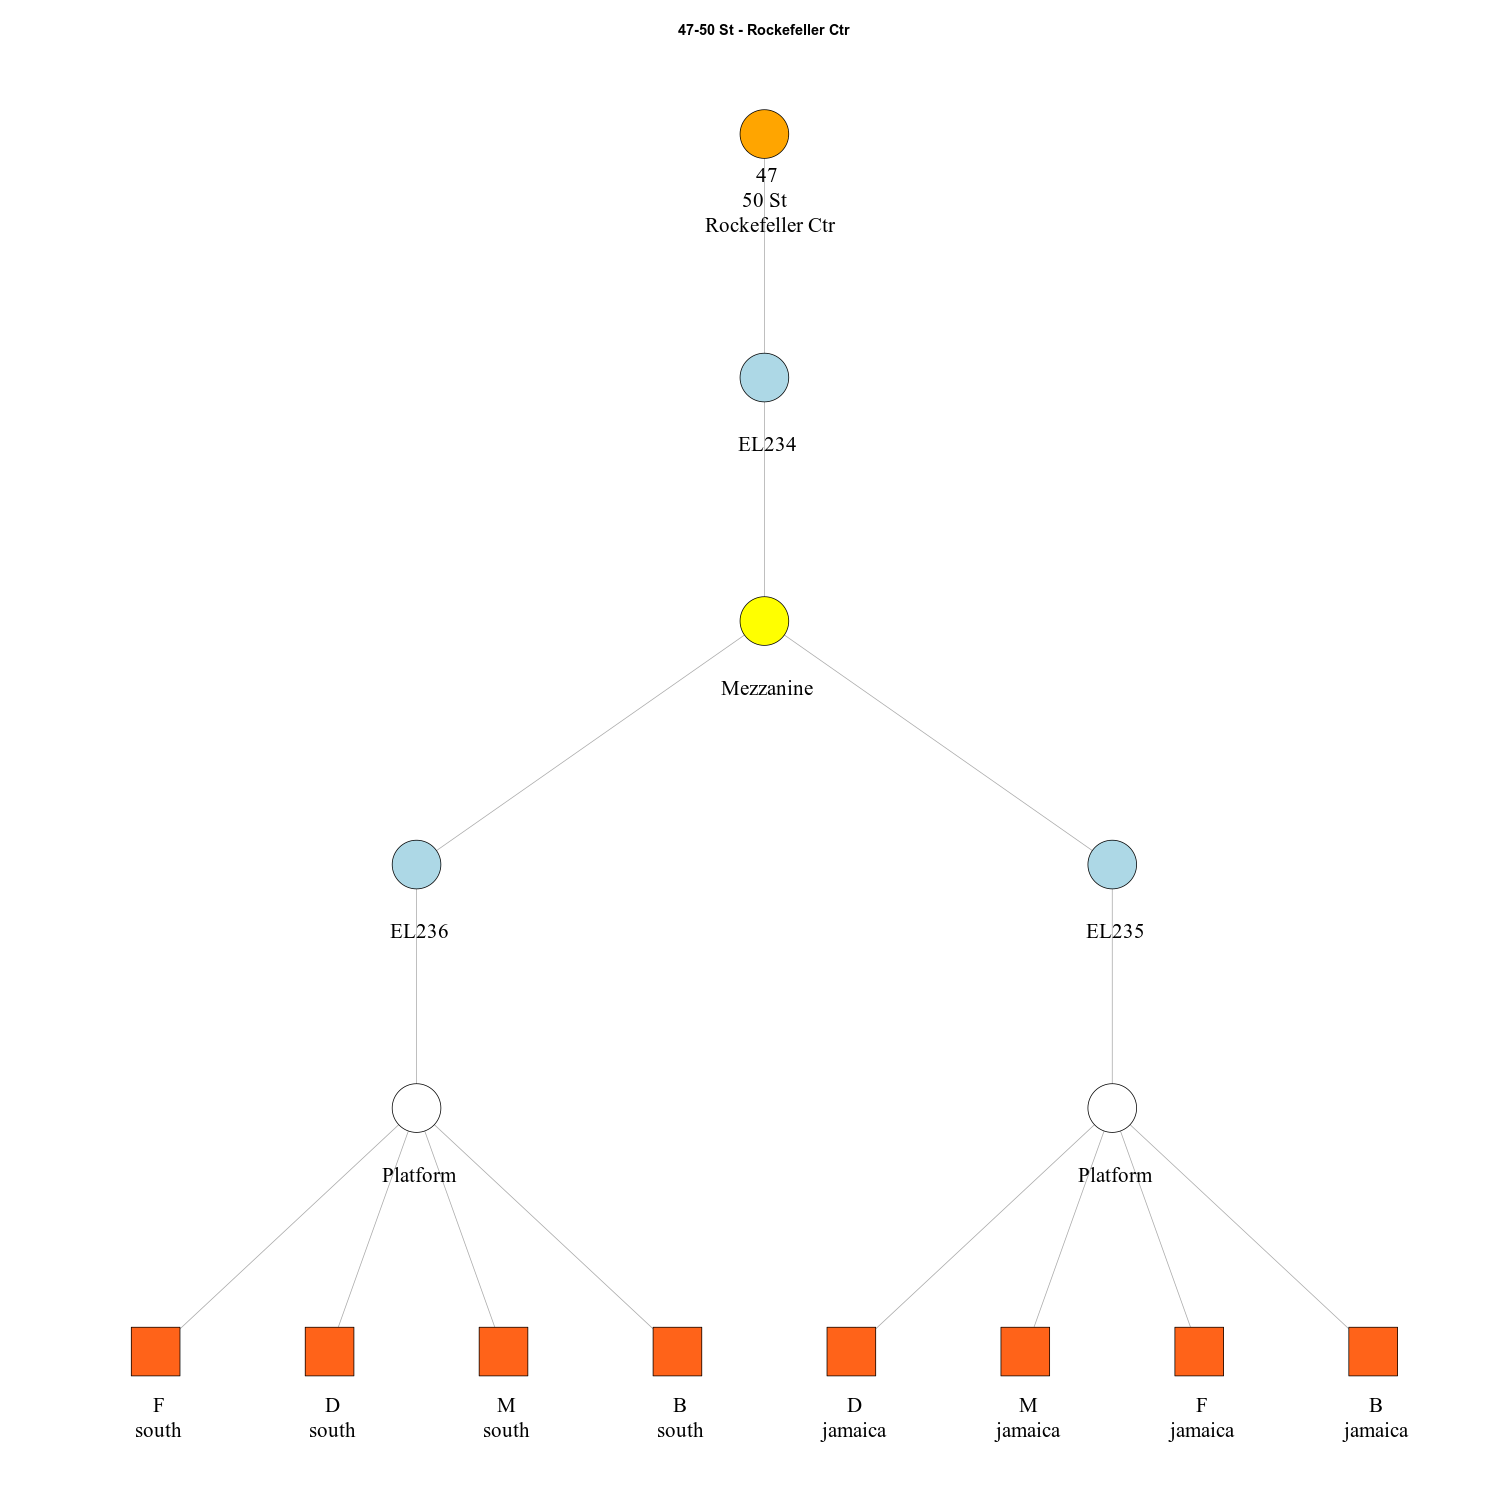 47-50 St - Rockefeller Ctr
47
50 St
Rockefeller Ctr
EL234
Mezzanine
EL236
EL235
Platform
Platform
F
south
D
south
M
south
B
south
D
jamaica
M
jamaica
F
jamaica
B
jamaica